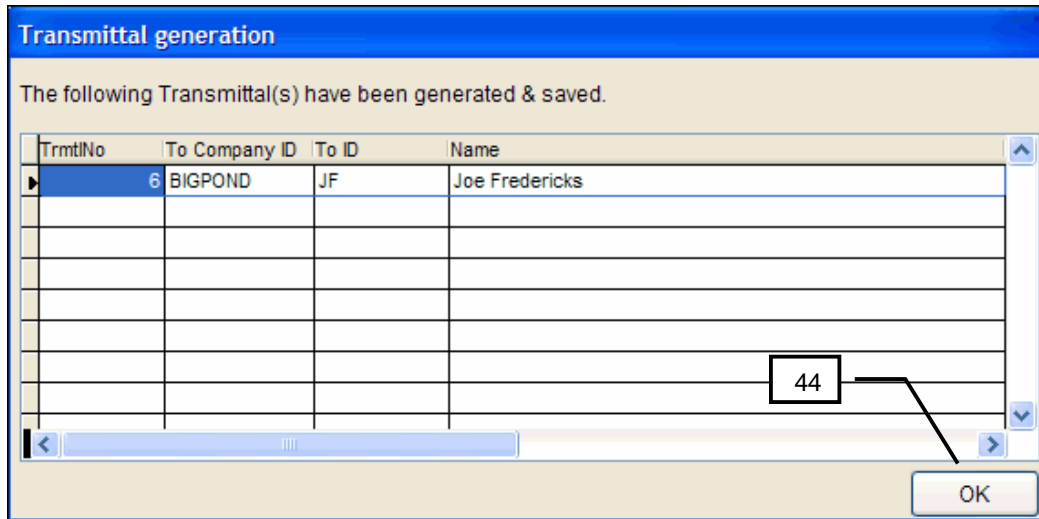 Transmittal generation
The following Transmittal(s) have been generated & saved.
TrmtlNo To Company ID To ID Name
6 BIGPOND JF Joe Fredericks
44
OK